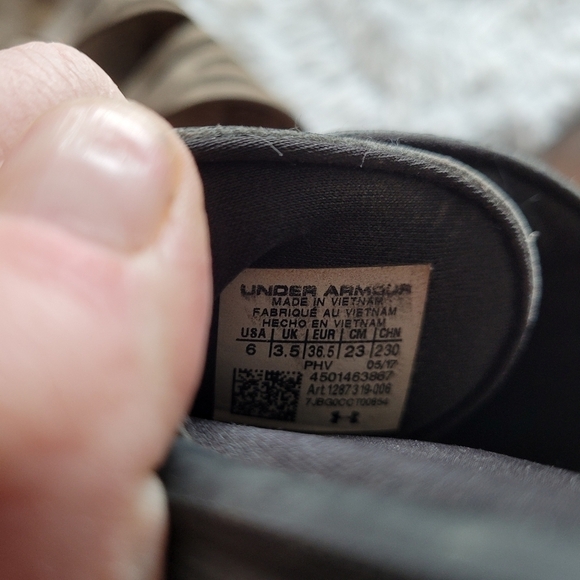 UNDER ARMOUR
MADE IN VIETNAM
FABRIQUÉ AU VIETNAM
HECHO EN VIETNAM
USA UK EUR CM CHN
6 3.5 36.5 23 230
PHV 05/17
4501463867
Art.1287319-006